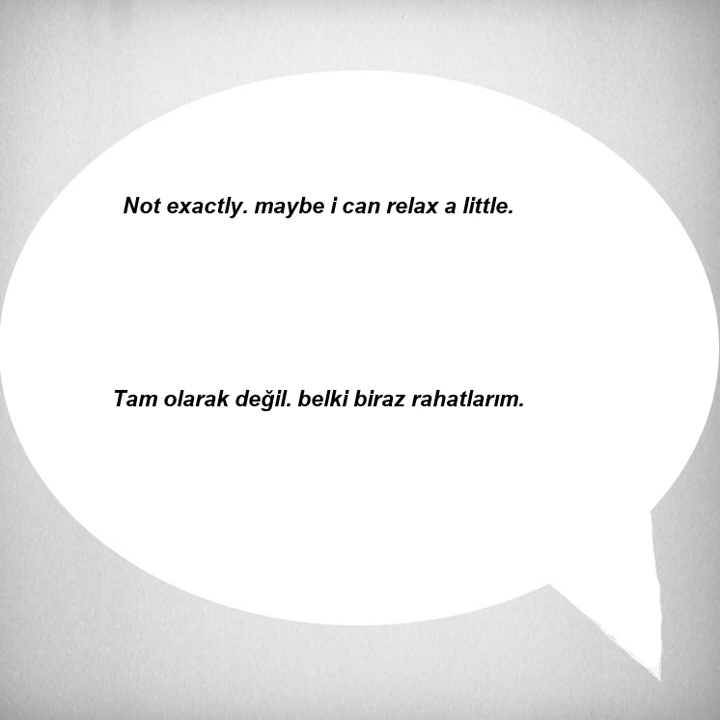 Not exactly. maybe i can relax a little.
Tam olarak değil. belki biraz rahatlarım.